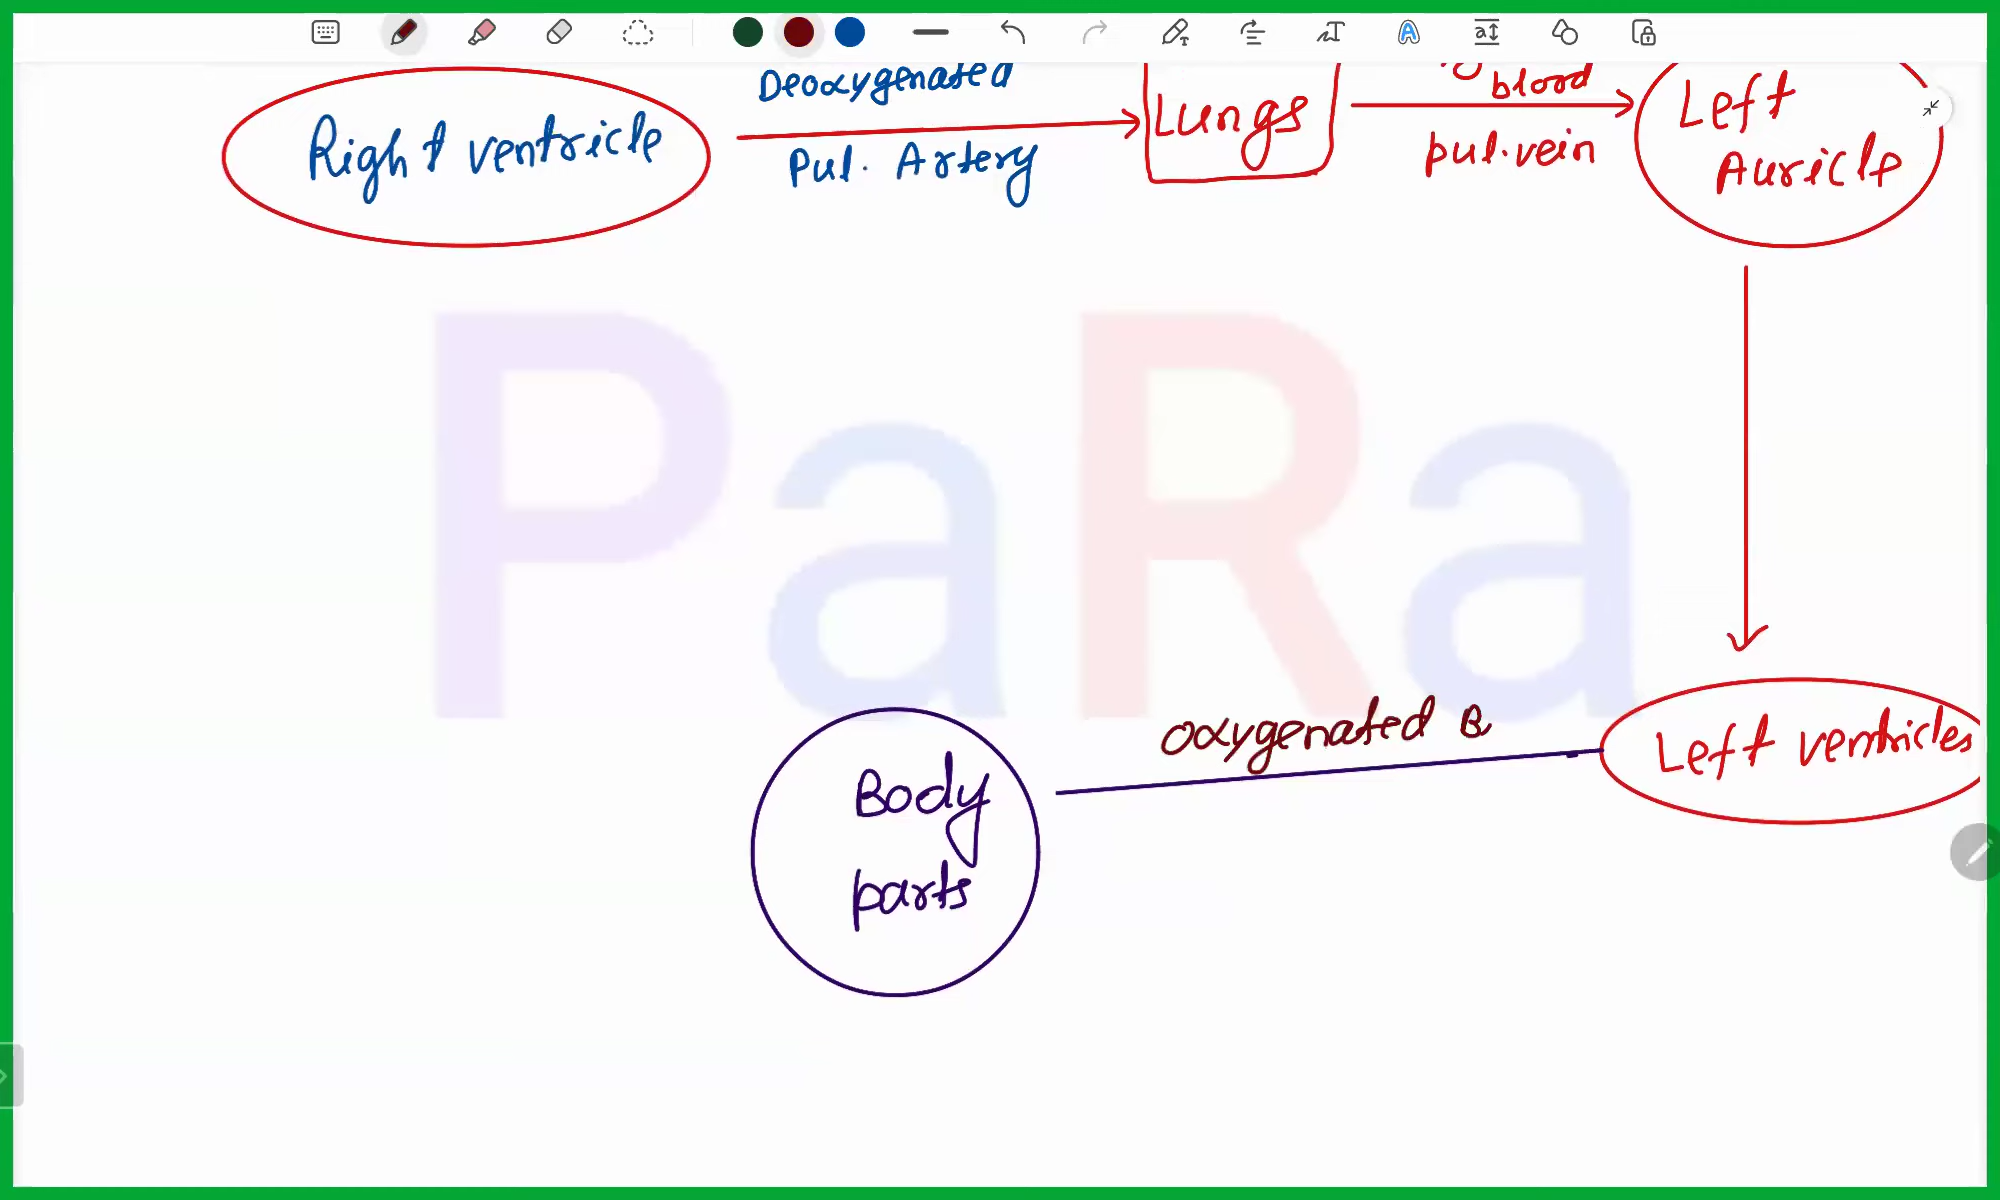 Deoxygenated
Right ventricle
Pul. Artery
Lungs
blood
pul.vein
Left
Auricle
PaRa
oxygenated B
Left ventricles
Body
parts